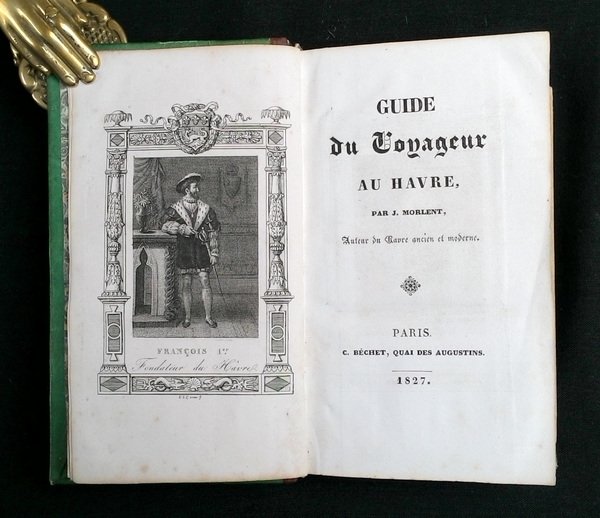 FRANÇOIS 1er
Fondateur du Hàvre
GUIDE
du Voyageur
AU HAVRE,
PAR J. MORLENT,
Auteur du Havre ancien et moderne.
PARIS.
C. BÉCHET, QUAI DES AUGUSTINS.
1827.